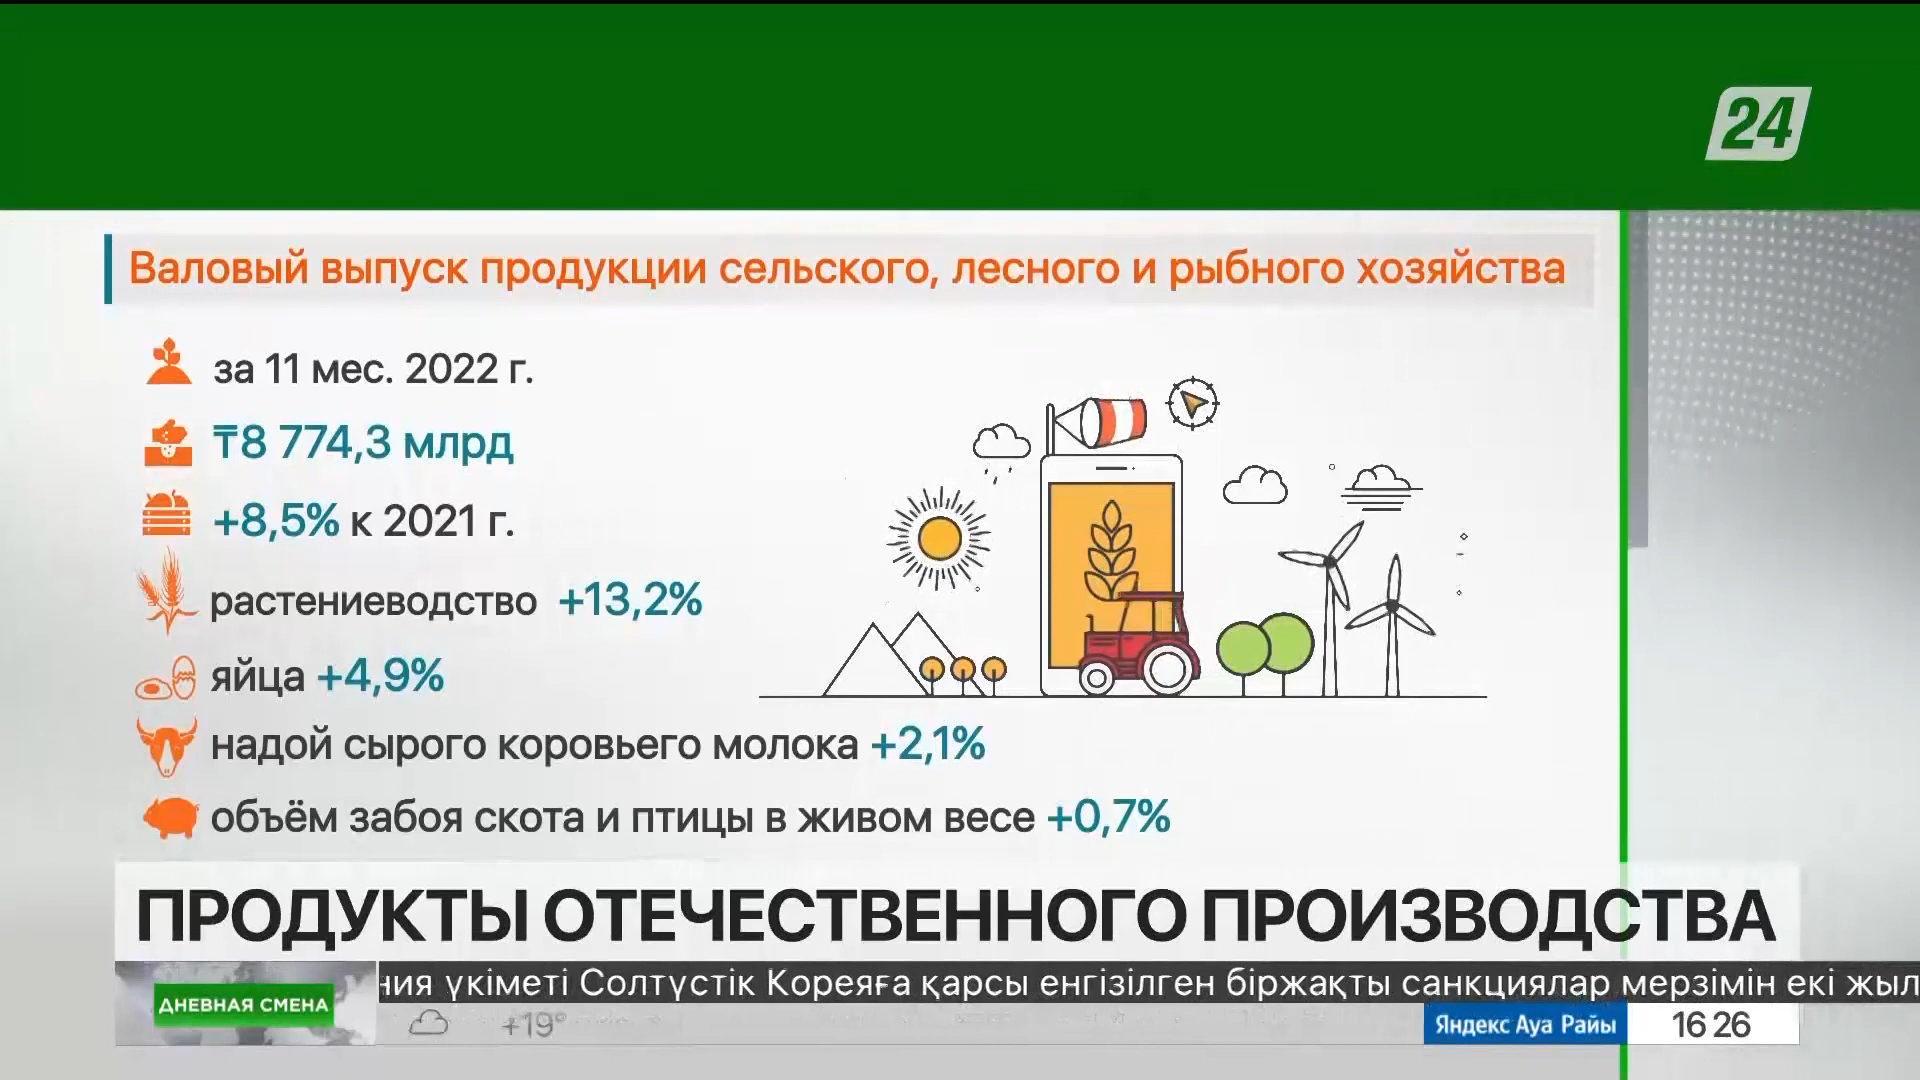 24
Валовый выпуск продукции сельского, лесного и рыбного хозяйства
за 11 мес. 2022 г.
₸8 774,3 млрд
+8,5% к 2021 г.
растениеводство +13,2%
яйца +4,9%
надой сырого коровьего молока +2,1%
объём забоя скота и птицы в живом весе +0,7%
ПРОДУКТЫ ОТЕЧЕСТВЕННОГО ПРОИЗВОДСТВА
үкіметі Солтүстік Кореяға қарсы енгізілген біржақты санкциялар мерзімін екі жыл
ДНЕВНАЯ СМЕНА
+19°
Яндекс Ауа Райы
16 26